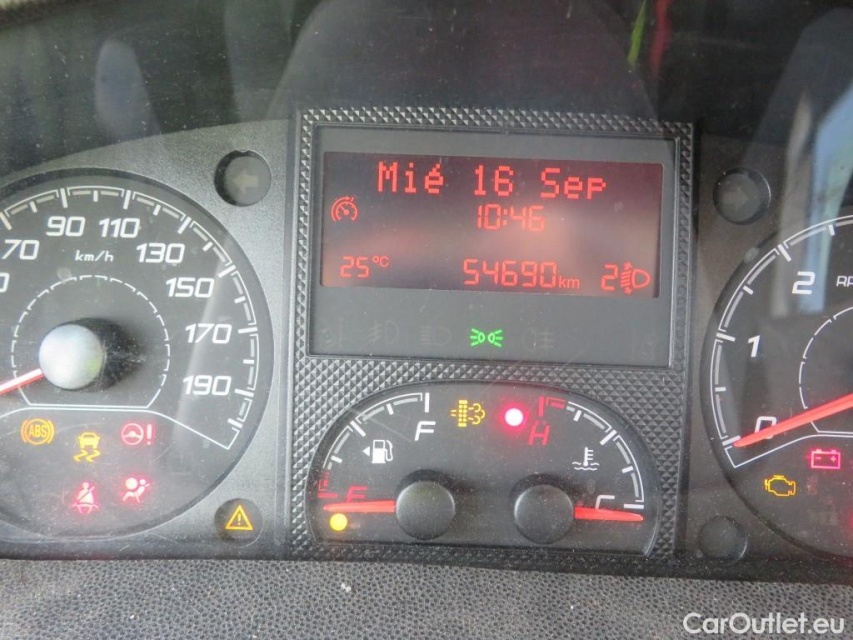 Mié 16 Sep
10:46
25°C 54690km 2
70 90 110 130 150 170 190
km/h
ABS
F
E
H
C
0 1 2
CarOutlet.eu